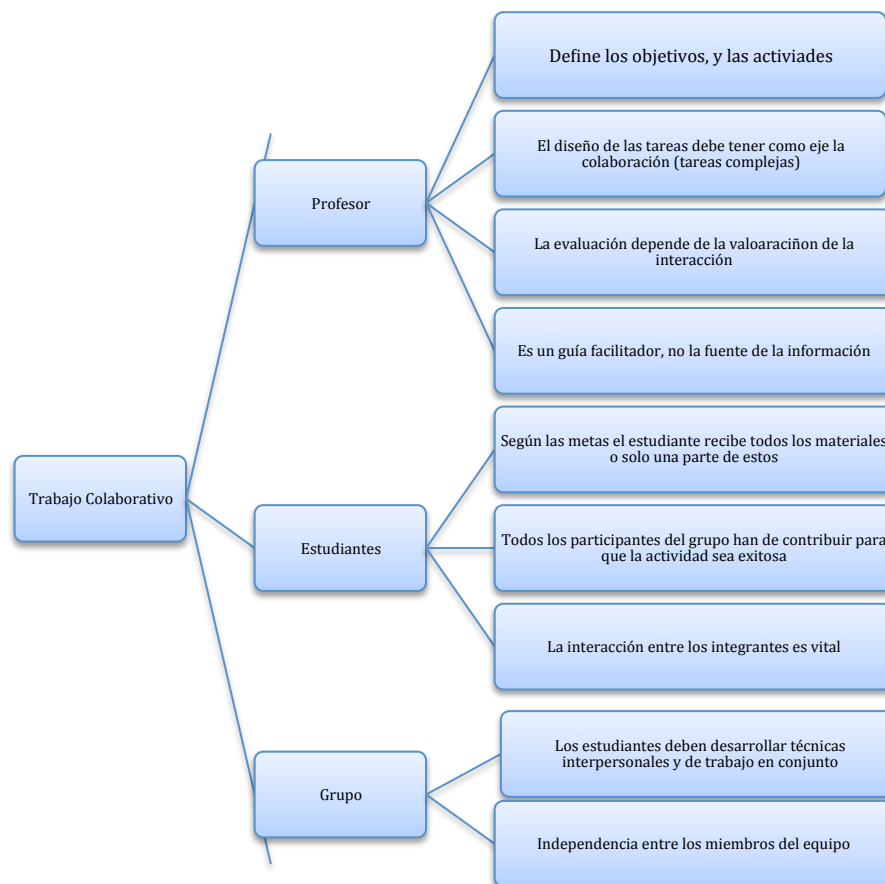 Trabajo Colaborativo
Profesor
Define los objetivos, y las activiades
El diseño de las tareas debe tener como eje la
colaboración (tareas complejas)
La evaluación depende de la valoaraciñon de la
interacción
Es un guía facilitador, no la fuente de la información
Estudiantes
Según las metas el estudiante recibe todos los materiales
o solo una parte de estos
Todos los participantes del grupo han de contribuir para
que la actividad sea exitosa
La interacción entre los integrantes es vital
Grupo
Los estudiantes deben desarrollar técnicas
interpersonales y de trabajo en conjunto
Independencia entre los miembros del equipo